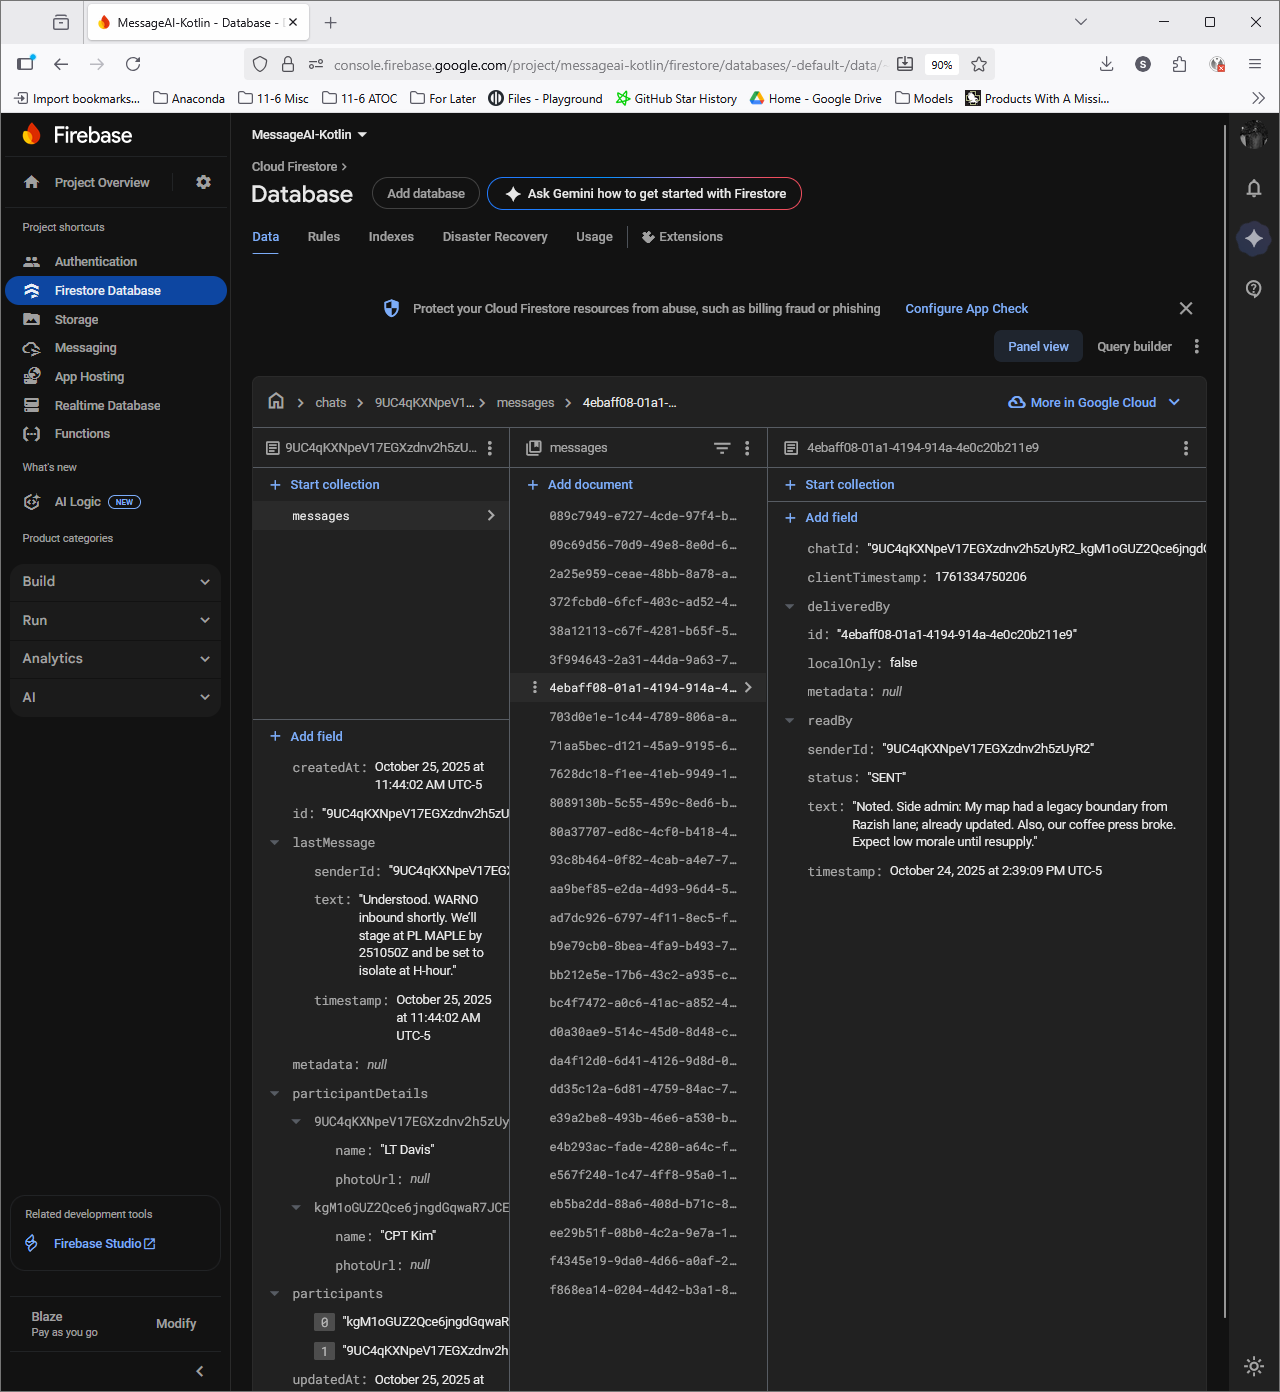 MessageAI-Kotlin - Database -
console.firebase.google.com/project/messageai-kotlin/firestore/databases/-default-/data/
90%
S
Import bookmarks...
Anaconda
11-6 Misc
11-6 ATOC
For Later
Files - Playground
GitHub Star History
Home - Google Drive
Models
Products With A Missi...
Firebase
Project Overview
Project shortcuts
Authentication
Firestore Database
Storage
Messaging
App Hosting
Realtime Database
Functions
What's new
AI Logic
NEW
Product categories
Build
Run
Analytics
AI
Related development tools
Firebase Studio
Blaze
Pay as you go
Modify
MessageAI-Kotlin
Cloud Firestore
Database
Add database
Ask Gemini how to get started with Firestore
Data
Rules
Indexes
Disaster Recovery
Usage
Extensions
Protect your Cloud Firestore resources from abuse, such as billing fraud or phishing
Configure App Check
Panel view
Query builder
chats
9UC4qKXNpeV1...
messages
4ebaff08-01a1-...
More in Google Cloud
9UC4qKXNpeV17EGXzdnv2h5zU...
Start collection
messages
Add field
createdAt: October 25, 2025 at
11:44:02 AM UTC-5
id: "9UC4qKXNpeV17EGXzdnv2h5zU
lastMessage
senderId: "9UC4qKXNpeV17EGX
text: "Understood. WARNO
inbound shortly. We'll
stage at PL MAPLE by
251050Z and be set to
isolate at H-hour."
timestamp: October 25, 2025
at 11:44:02 AM
UTC-5
metadata: null
participantDetails
9UC4qKXNpeV17EGXzdnv2h5zUy
name: "LT Davis"
photoUrl: null
kgM1oGUZ2Qce6jngdGqwaR7JCE
name: "CPT Kim"
photoUrl: null
participants
0 "kgM1oGUZ2Qce6jngdGqwaR
1 "9UC4qKXNpeV17EGXzdnv2h
updatedAt: October 25, 2025 at
messages
Add document
089c7949-e727-4cde-97f4-b...
09c69d56-70d9-49e8-8e0d-6...
2a25e959-ceae-48bb-8a78-a...
372fcbd0-6fcf-403c-ad52-4...
38a12113-c67f-4281-b65f-5...
3f994643-2a31-44da-9a63-7...
4ebaff08-01a1-4194-914a-4...
703d0e1e-1c44-4789-806a-a...
71aa5bec-d121-45a9-9195-6...
7628dc18-f1ee-41eb-9949-1...
8089130b-5c55-459c-8ed6-b...
80a37707-ed8c-4cf0-b418-4...
93c8b464-0f82-4cab-a4e7-7...
aa9bef85-e2da-4d93-96d4-5...
ad7dc926-6797-4f11-8ec5-f...
b9e79cb0-8bea-4fa9-b493-7...
bb212e5e-17b6-43c2-a935-c...
bc4f7472-a0c6-41ac-a852-4...
d0a30ae9-514c-45d0-8d48-c...
da4f12d0-6d41-4126-9d8d-0...
dd35c12a-6d81-4759-84ac-7...
e39a2be8-493b-46e6-a530-b...
e4b293ac-fade-4280-a64c-f...
e567f240-1c47-4ff8-95a0-1...
eb5ba2dd-88a6-408d-b71c-8...
ee29b51f-08b0-4c2a-9e7a-1...
f4345e19-9da0-4d66-a0af-2...
f868ea14-0204-4d42-b3a1-8...
4ebaff08-01a1-4194-914a-4e0c20b211e9
Start collection
Add field
chatId: "9UC4qKXNpeV17EGXzdnv2h5zUyR2_kgM1oGUZ2Qce6jngd
clientTimestamp: 1761334750206
deliveredBy
id: "4ebaff08-01a1-4194-914a-4e0c20b211e9"
localOnly: false
metadata: null
readBy
senderId: "9UC4qKXNpeV17EGXzdnv2h5zUyR2"
status: "SENT"
text: "Noted. Side admin: My map had a legacy boundary from
Razish lane; already updated. Also, our coffee press broke.
Expect low morale until resupply."
timestamp: October 24, 2025 at 2:39:09 PM UTC-5